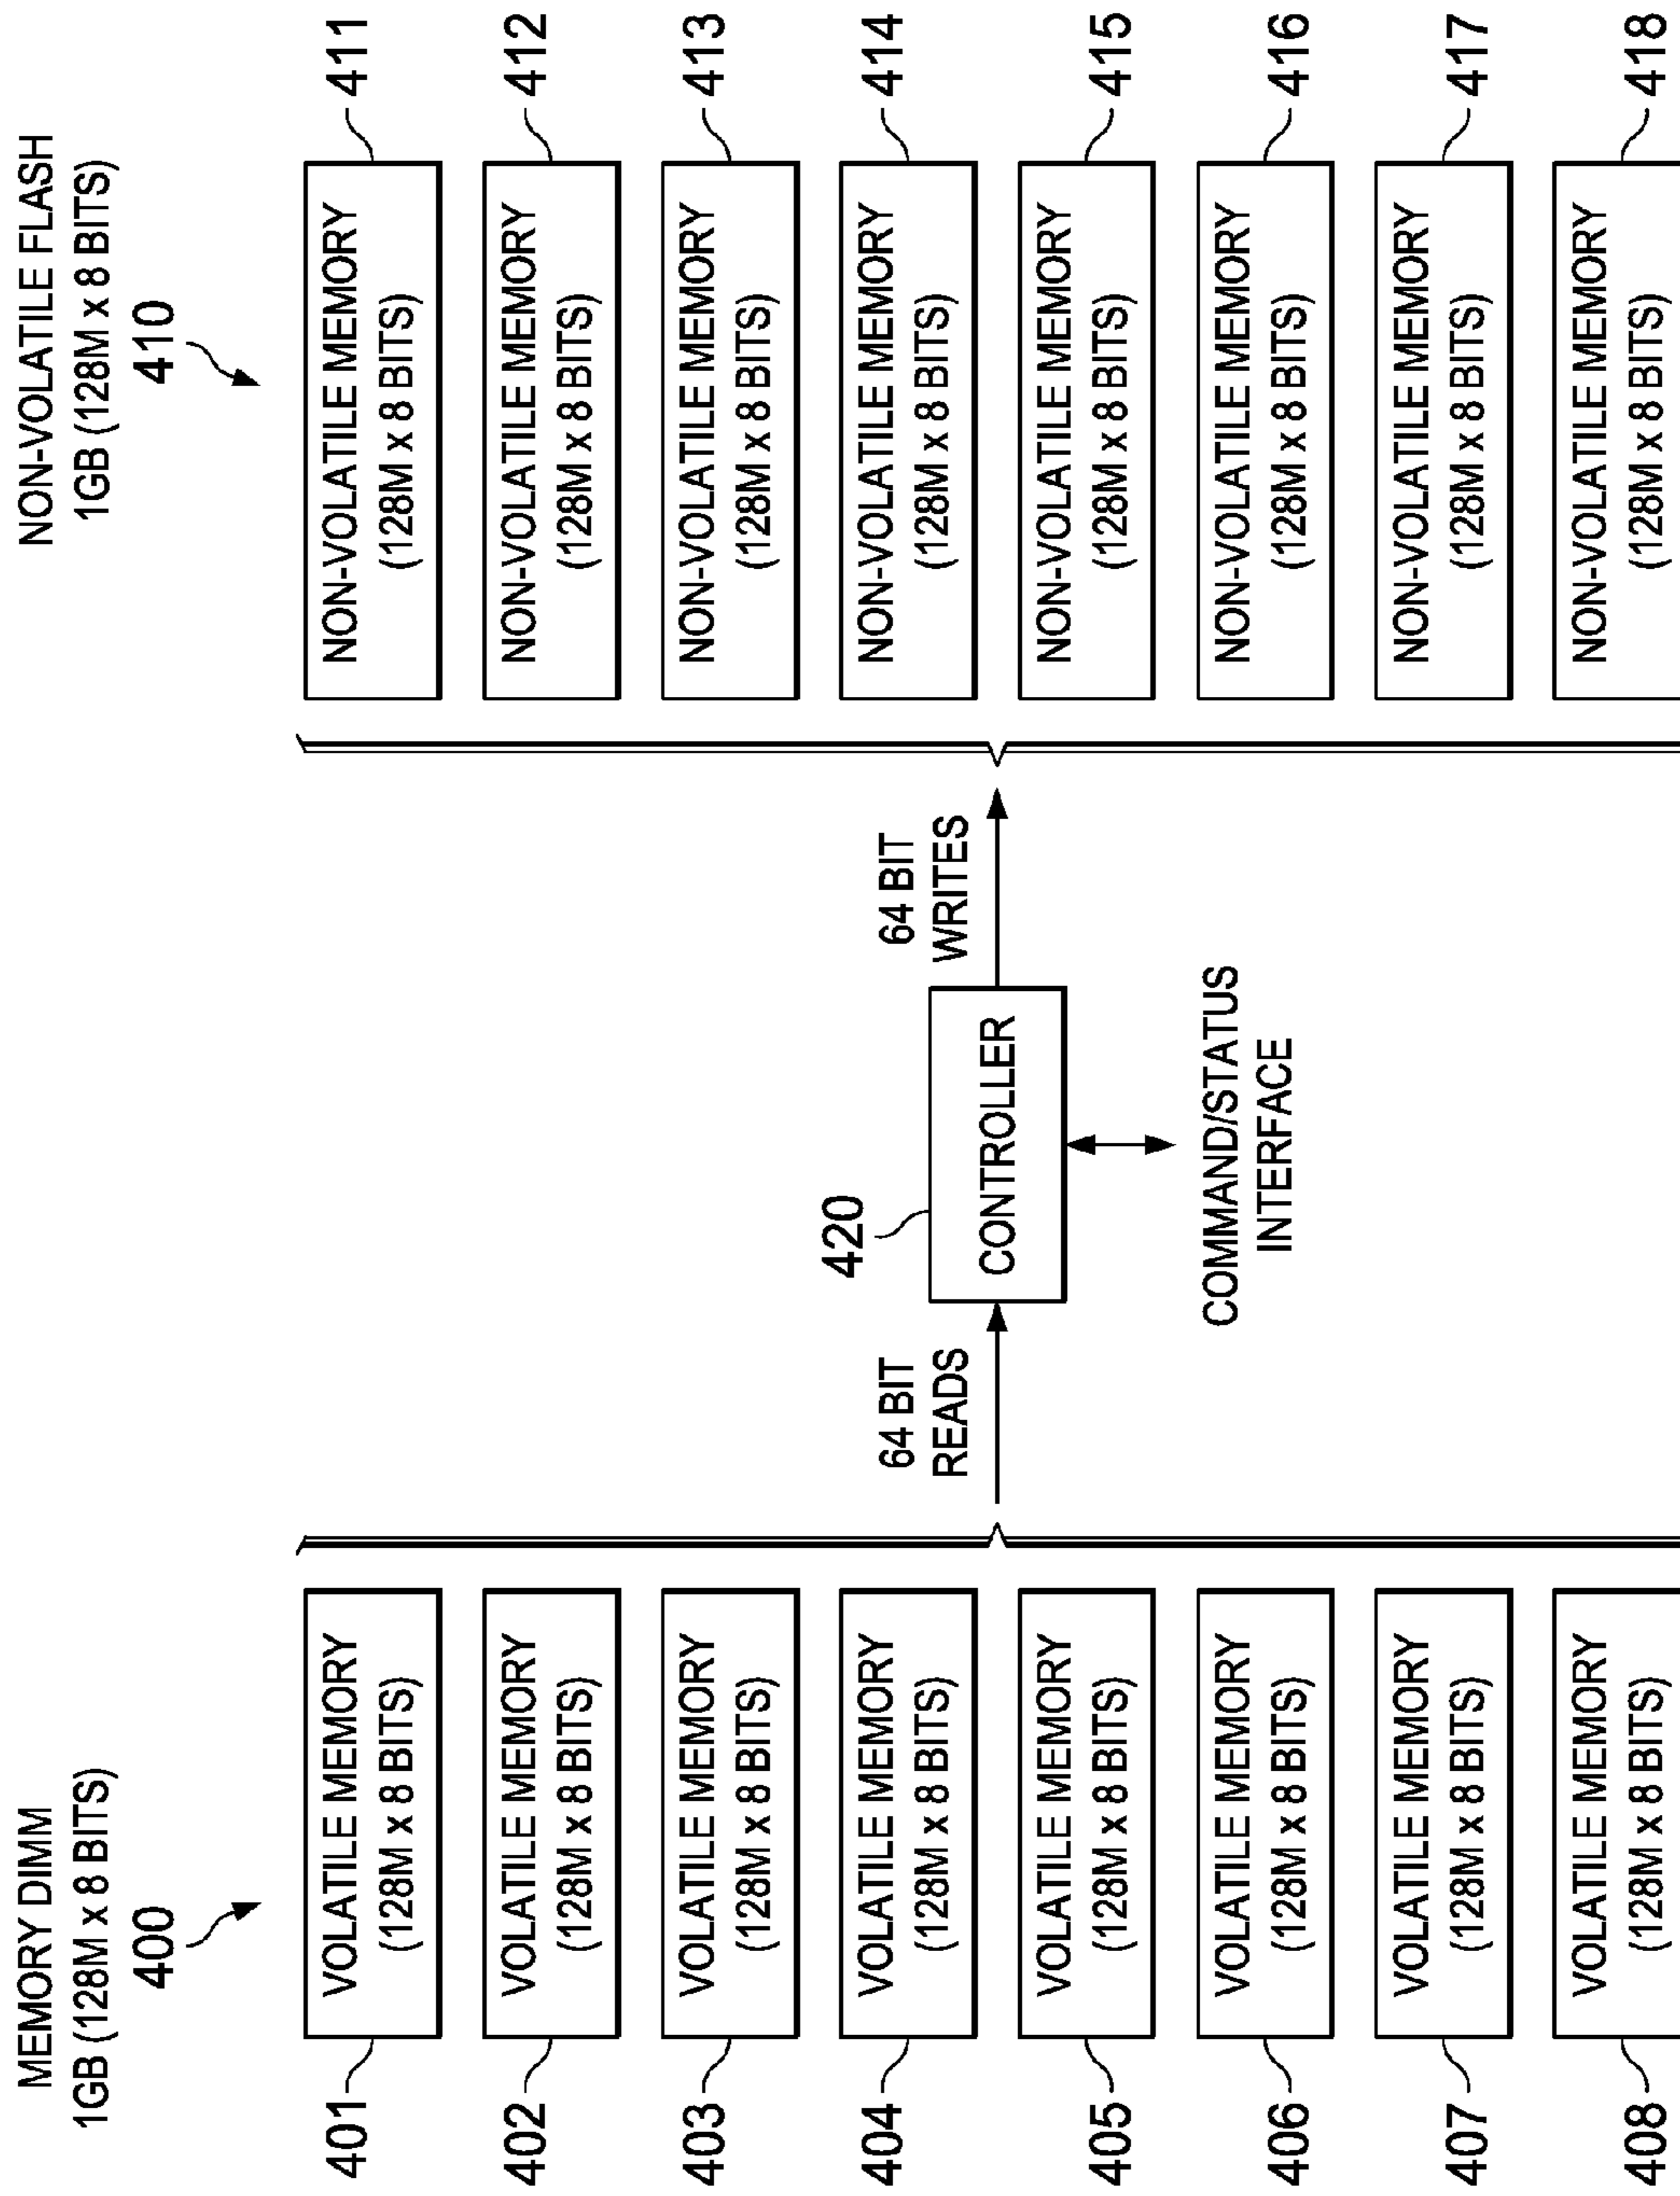 MEMORY DIMM
1GB (128M x 8 BITS)
400
NON-VOLATILE FLASH
1GB (128M x 8 BITS)
410
401
VOLATILE MEMORY
(128M x 8 BITS)
402
VOLATILE MEMORY
(128M x 8 BITS)
403
VOLATILE MEMORY
(128M x 8 BITS)
404
VOLATILE MEMORY
(128M x 8 BITS)
405
VOLATILE MEMORY
(128M x 8 BITS)
406
VOLATILE MEMORY
(128M x 8 BITS)
407
VOLATILE MEMORY
(128M x 8 BITS)
408
VOLATILE MEMORY
(128M x 8 BITS)
64 BIT
READS
420
CONTROLLER
COMMAND/STATUS
INTERFACE
64 BIT
WRITES
NON-VOLATILE MEMORY
(128M x 8 BITS)
411
NON-VOLATILE MEMORY
(128M x 8 BITS)
412
NON-VOLATILE MEMORY
(128M x 8 BITS)
413
NON-VOLATILE MEMORY
(128M x 8 BITS)
414
NON-VOLATILE MEMORY
(128M x 8 BITS)
415
NON-VOLATILE MEMORY
(128M x 8 BITS)
416
NON-VOLATILE MEMORY
(128M x 8 BITS)
417
NON-VOLATILE MEMORY
(128M x 8 BITS)
418